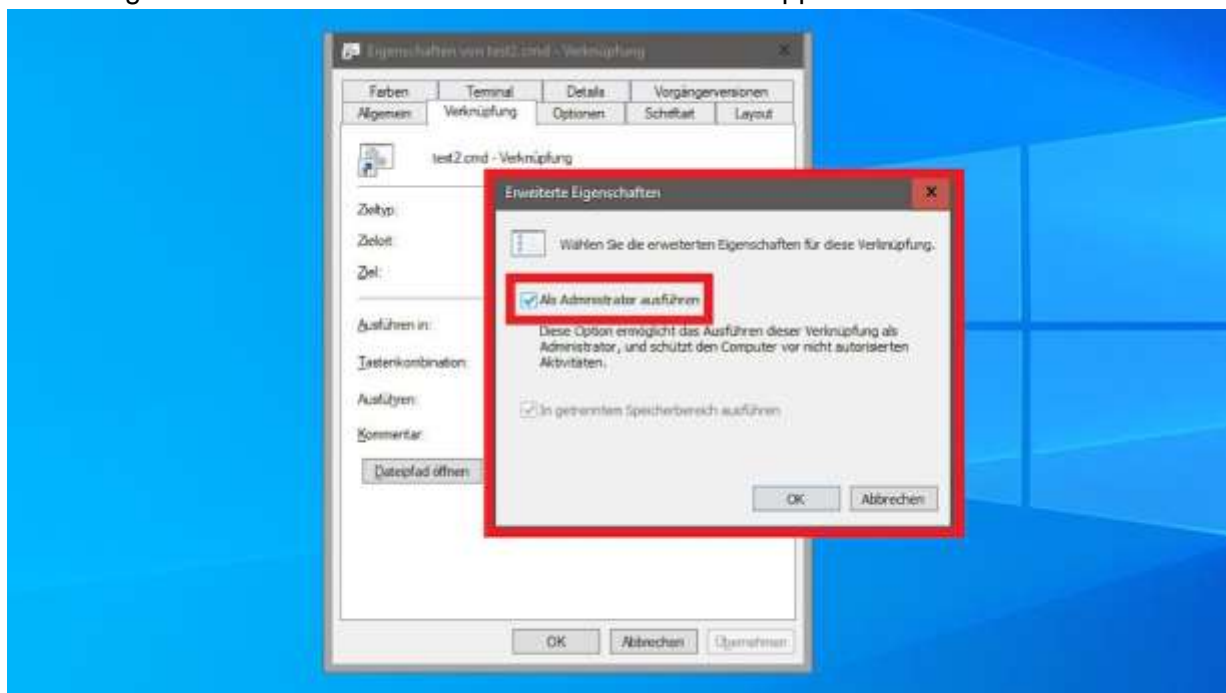 Eigenschaften von test2.cmd - Verknüpfung
Farben Terminal Details Vorgängerversionen
Allgemein Verknüpfung Optionen Schriftart Layout
test2.cmd - Verknüpfung
Zieltyp:
Zielort:
Ziel:
Ausführen in:
Tastenkombination:
Ausführen:
Kommentar:
Dateipfad öffnen
Erweiterte Eigenschaften
Wählen Sie die erweiterten Eigenschaften für diese Verknüpfung.
Als Administrator ausführen
Diese Option ermöglicht das Ausführen dieser Verknüpfung als
Administrator, und schützt den Computer vor nicht autorisierten
Aktivitäten.
In getrenntem Speicherbereich ausführen
OK Abbrechen
OK Abbrechen Übernehmen